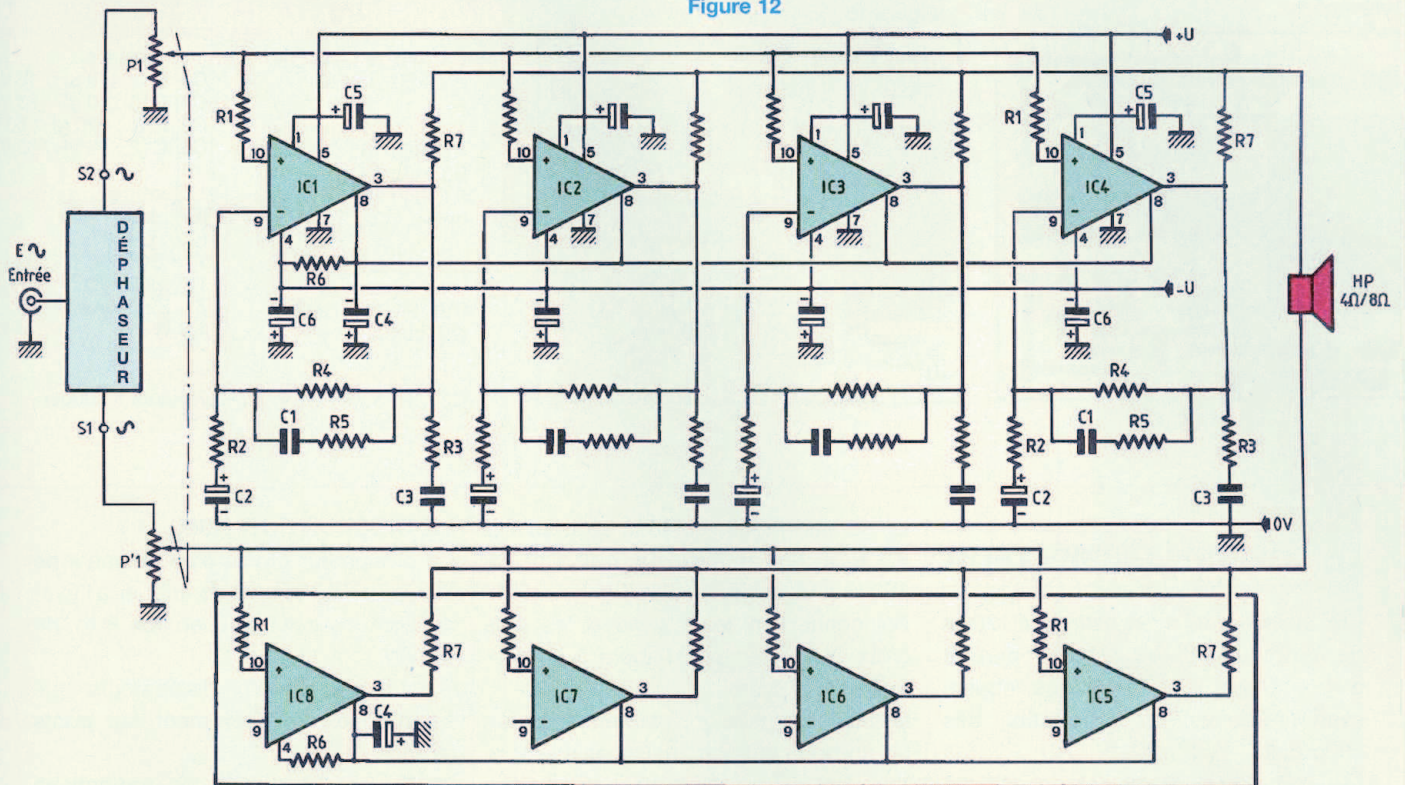 Figure 12
+U
P1
R1
C5
R7
R1
C5
R7
10
+
1
5
IC1
3
8
9
-
4
7
R6
10
+
1
5
IC2
3
8
9
-
4
7
10
+
1
5
IC3
3
8
9
-
4
7
10
+
1
5
IC4
3
8
9
-
4
7
S2 ∿
DÉPHASEUR
E ∿
Entrée
S1 ∿
-U
HP
4Ω/8Ω
-
C6
+
-
C4
+
-
+
-
+
-
C6
+
R4
C1
R5
R2
R3
+
C2
-
C3
+
-
+
-
R4
C1
R5
R2
R3
+
C2
-
C3
0V
P'1
R1
R7
R1
R7
10
+
IC8
3
8
9
-
4
R6
C4
+
10
+
IC7
3
8
9
-
10
+
IC6
3
8
9
-
10
+
IC5
3
8
9
-